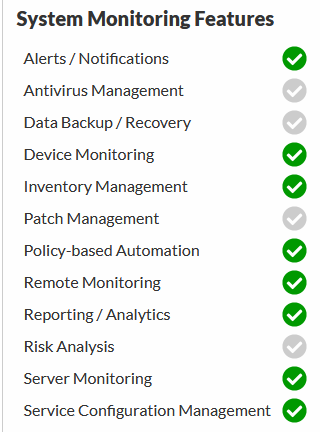 System Monitoring Features
Alerts / Notifications
Antivirus Management
Data Backup / Recovery
Device Monitoring
Inventory Management
Patch Management
Policy-based Automation
Remote Monitoring
Reporting / Analytics
Risk Analysis
Server Monitoring
Service Configuration Management